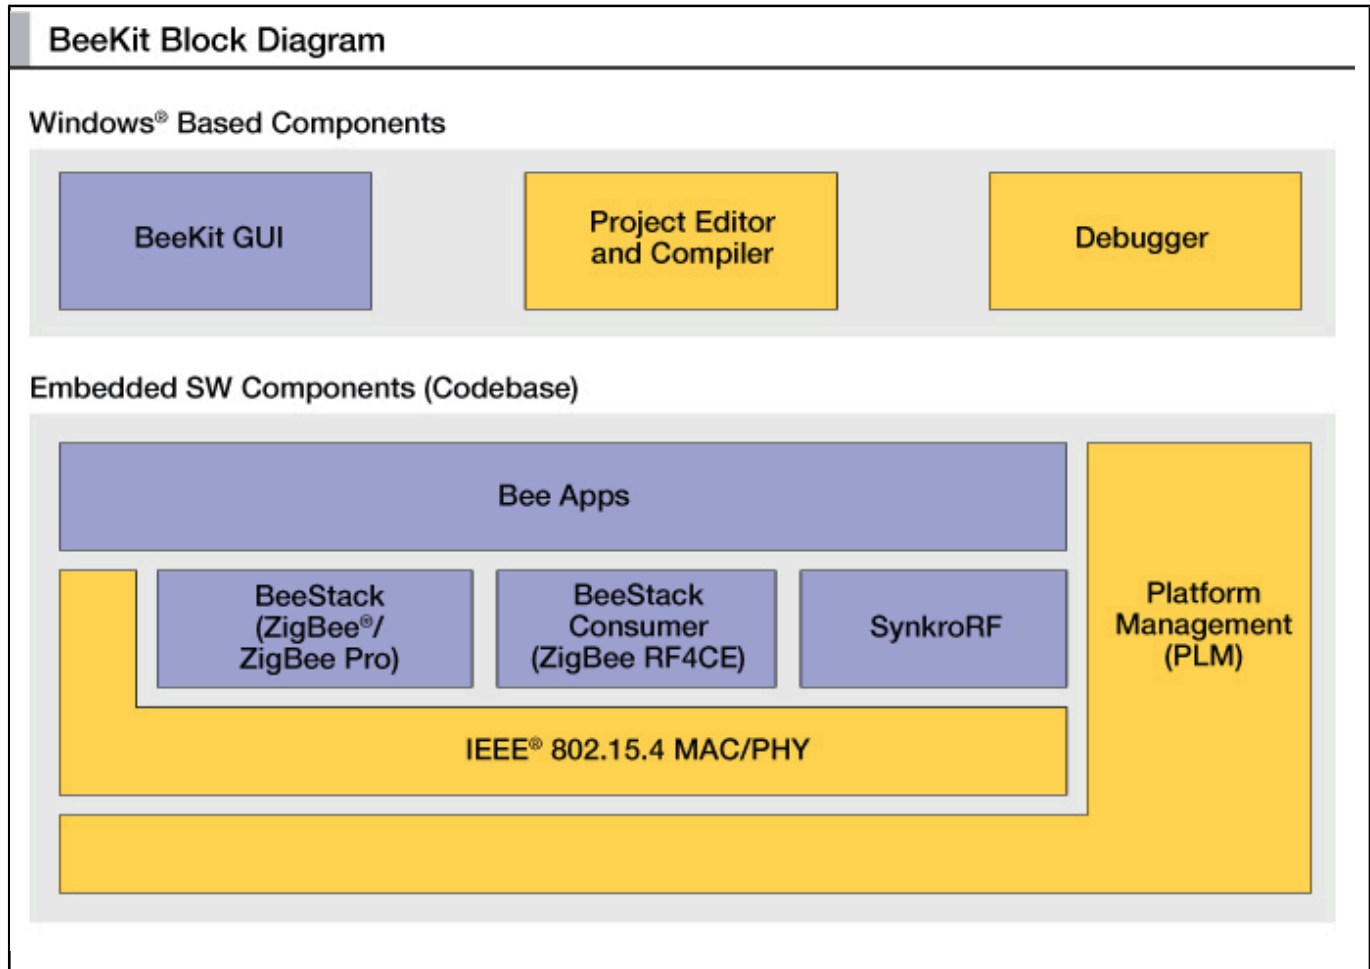 BeeKit Block Diagram
Windows® Based Components
BeeKit GUI
Project Editor
and Compiler
Debugger
Embedded SW Components (Codebase)
Bee Apps
BeeStack
(ZigBee®/
ZigBee Pro)
BeeStack
Consumer
(ZigBee RF4CE)
SynkroRF
Platform
Management
(PLM)
IEEE® 802.15.4 MAC/PHY